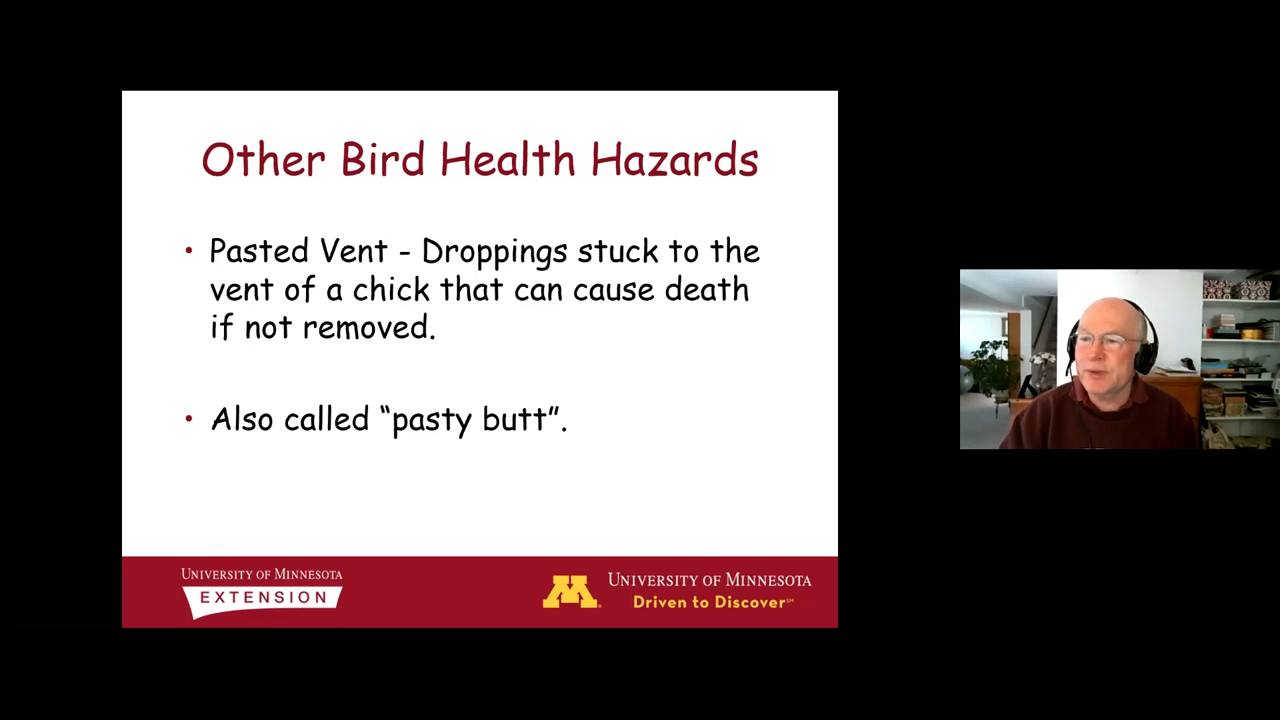 Other Bird Health Hazards
• Pasted Vent - Droppings stuck to the
vent of a chick that can cause death
if not removed.
• Also called “pasty butt”.
UNIVERSITY OF MINNESOTA
EXTENSION
M
UNIVERSITY OF MINNESOTA
Driven to Discover℠